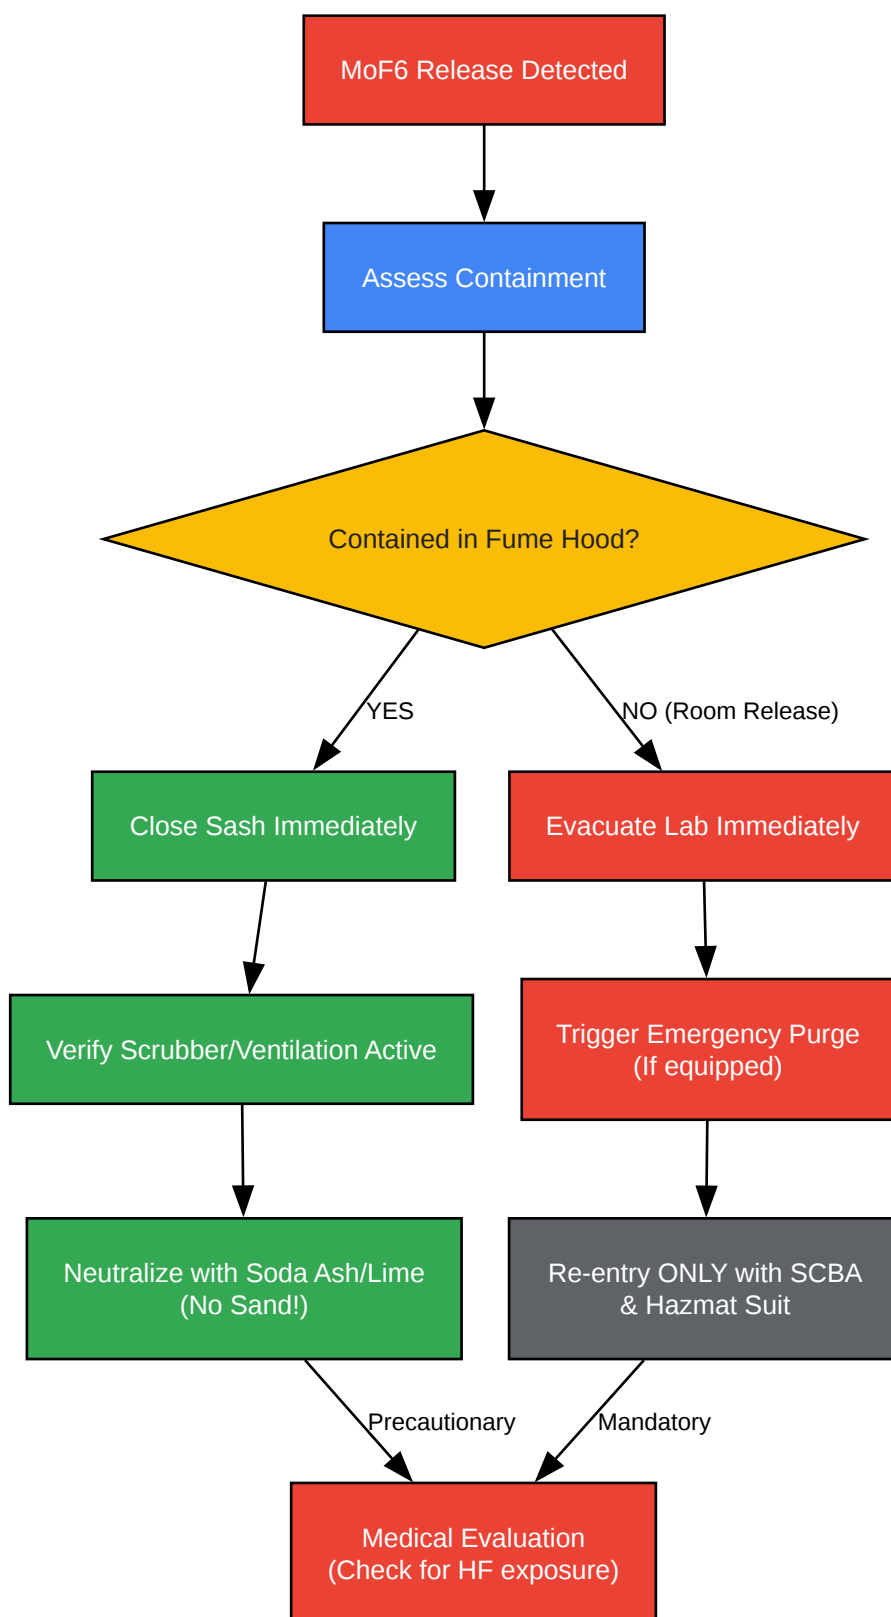 MoF6 Release Detected
Assess Containment
Contained in Fume Hood?
YES
NO (Room Release)
Close Sash Immediately
Evacuate Lab Immediately
Verify Scrubber/Ventilation Active
Trigger Emergency Purge
(If equipped)
Neutralize with Soda Ash/Lime
(No Sand!)
Re-entry ONLY with SCBA
& Hazmat Suit
Precautionary
Mandatory
Medical Evaluation
(Check for HF exposure)